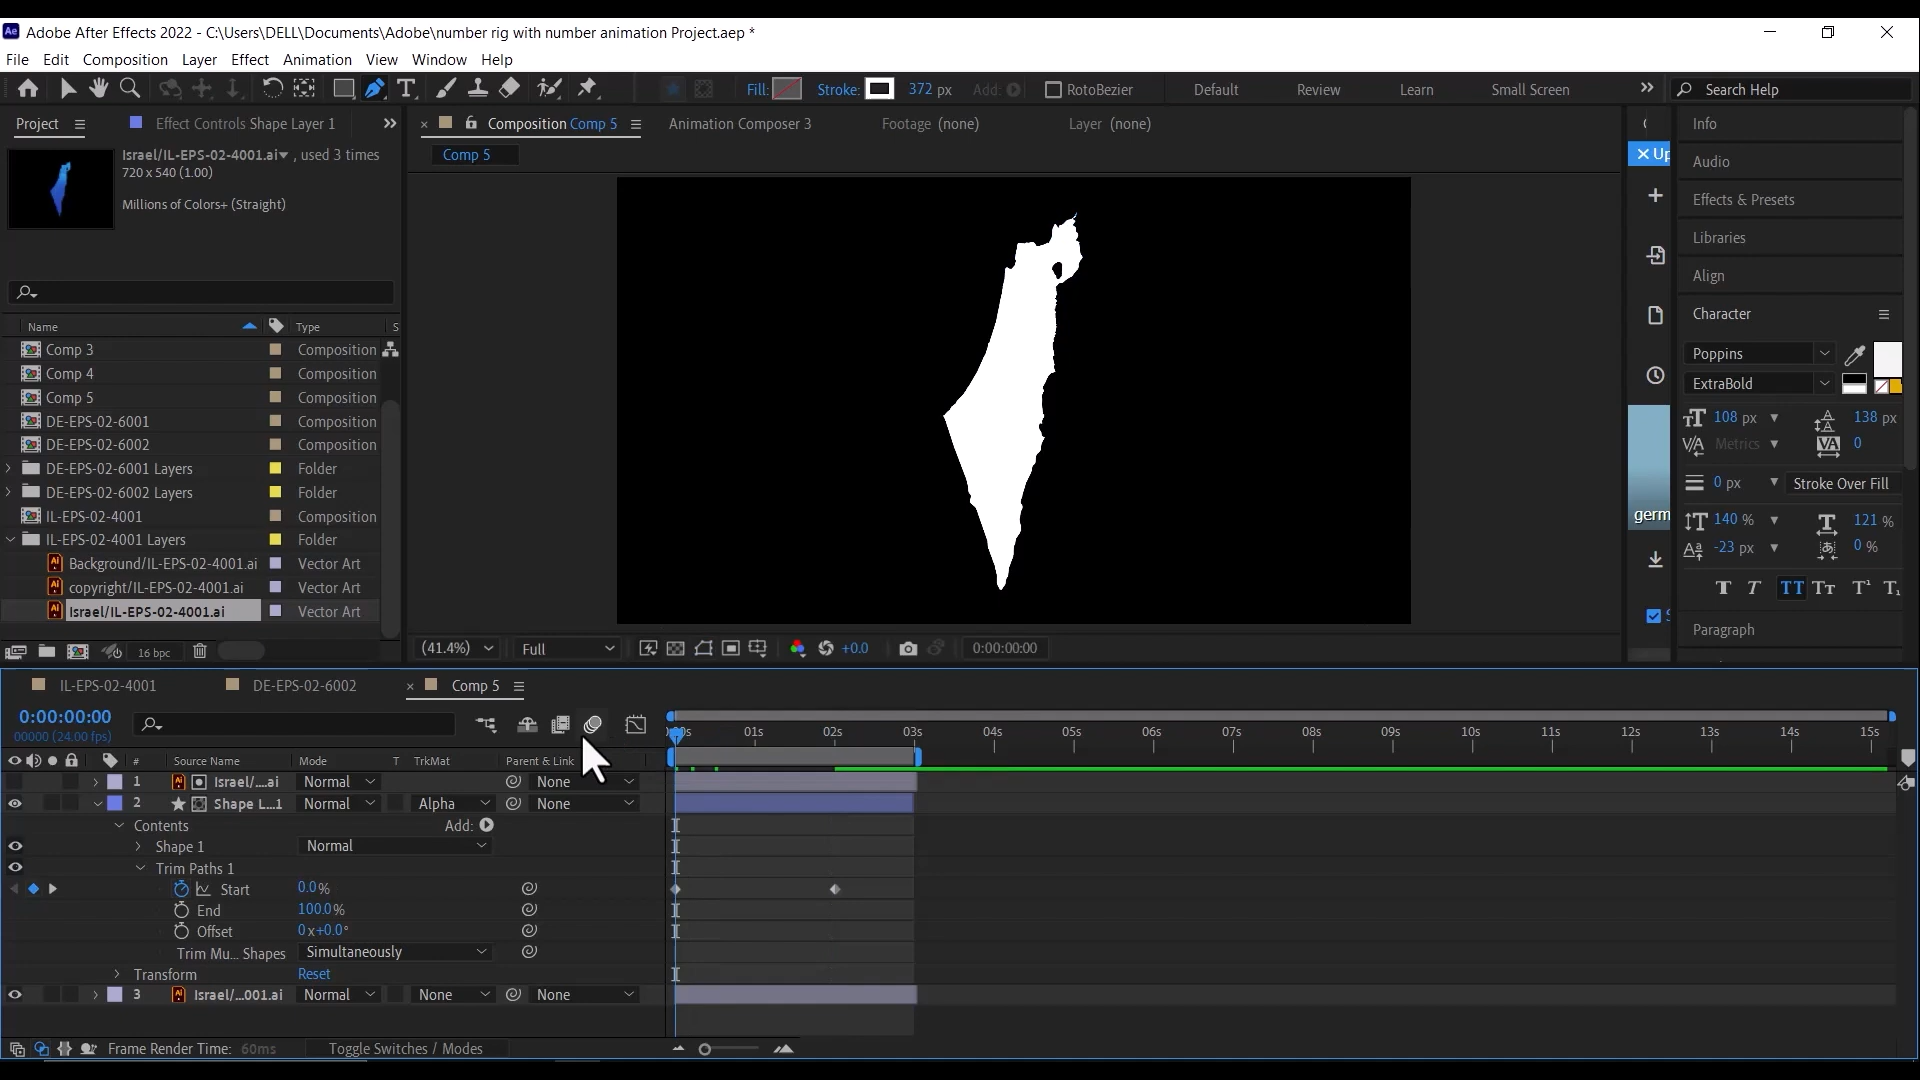 Ae Adobe After Effects 2022 - C:\Users\DELL\Documents\Adobe\number rig with number animation Project.aep *
File Edit Composition Layer Effect Animation View Window Help
Fill: Stroke: 372 px Add: RotoBezier Default Review Learn Small Screen Search Help
Project Effect Controls Shape Layer 1
Composition Comp 5 Animation Composer 3 Footage (none) Layer (none)
Comp 5
Israel/IL-EPS-02-4001.ai , used 3 times
720 x 540 (1.00)
Millions of Colors+ (Straight)
Name Type S
Comp 3 Composition
Comp 4 Composition
Comp 5 Composition
DE-EPS-02-6001 Composition
DE-EPS-02-6002 Composition
DE-EPS-02-6001 Layers Folder
DE-EPS-02-6002 Layers Folder
IL-EPS-02-4001 Composition
IL-EPS-02-4001 Layers Folder
Background/IL-EPS-02-4001.ai Vector Art
copyright/IL-EPS-02-4001.ai Vector Art
Israel/IL-EPS-02-4001.ai Vector Art
16 bpc
(41.4%) Full +0.0 0:00:00:00
Up
germ
Info
Audio
Effects & Presets
Libraries
Align
Character
Poppins
ExtraBold
108 px 138 px
Metrics 0
0 px Stroke Over Fill
140 % 121 %
-23 px 0 %
T T TT Tт T¹ T₁
Paragraph
IL-EPS-02-4001 DE-EPS-02-6002 Comp 5
0:00:00:00
00000 (24.00 fps)
01s 02s 03s 04s 05s 06s 07s 08s 09s 10s 11s 12s 13s 14s 15s
# Source Name Mode T TrkMat Parent & Link
1 Israel/....ai Normal None
2 Shape L...1 Normal Alpha None
Contents Add:
Shape 1 Normal
Trim Paths 1
Start 0.0%
End 100.0%
Offset 0x+0.0°
Trim Mu... Shapes Simultaneously
Transform Reset
3 Israel/...001.ai Normal None None
Frame Render Time: 60ms Toggle Switches / Modes